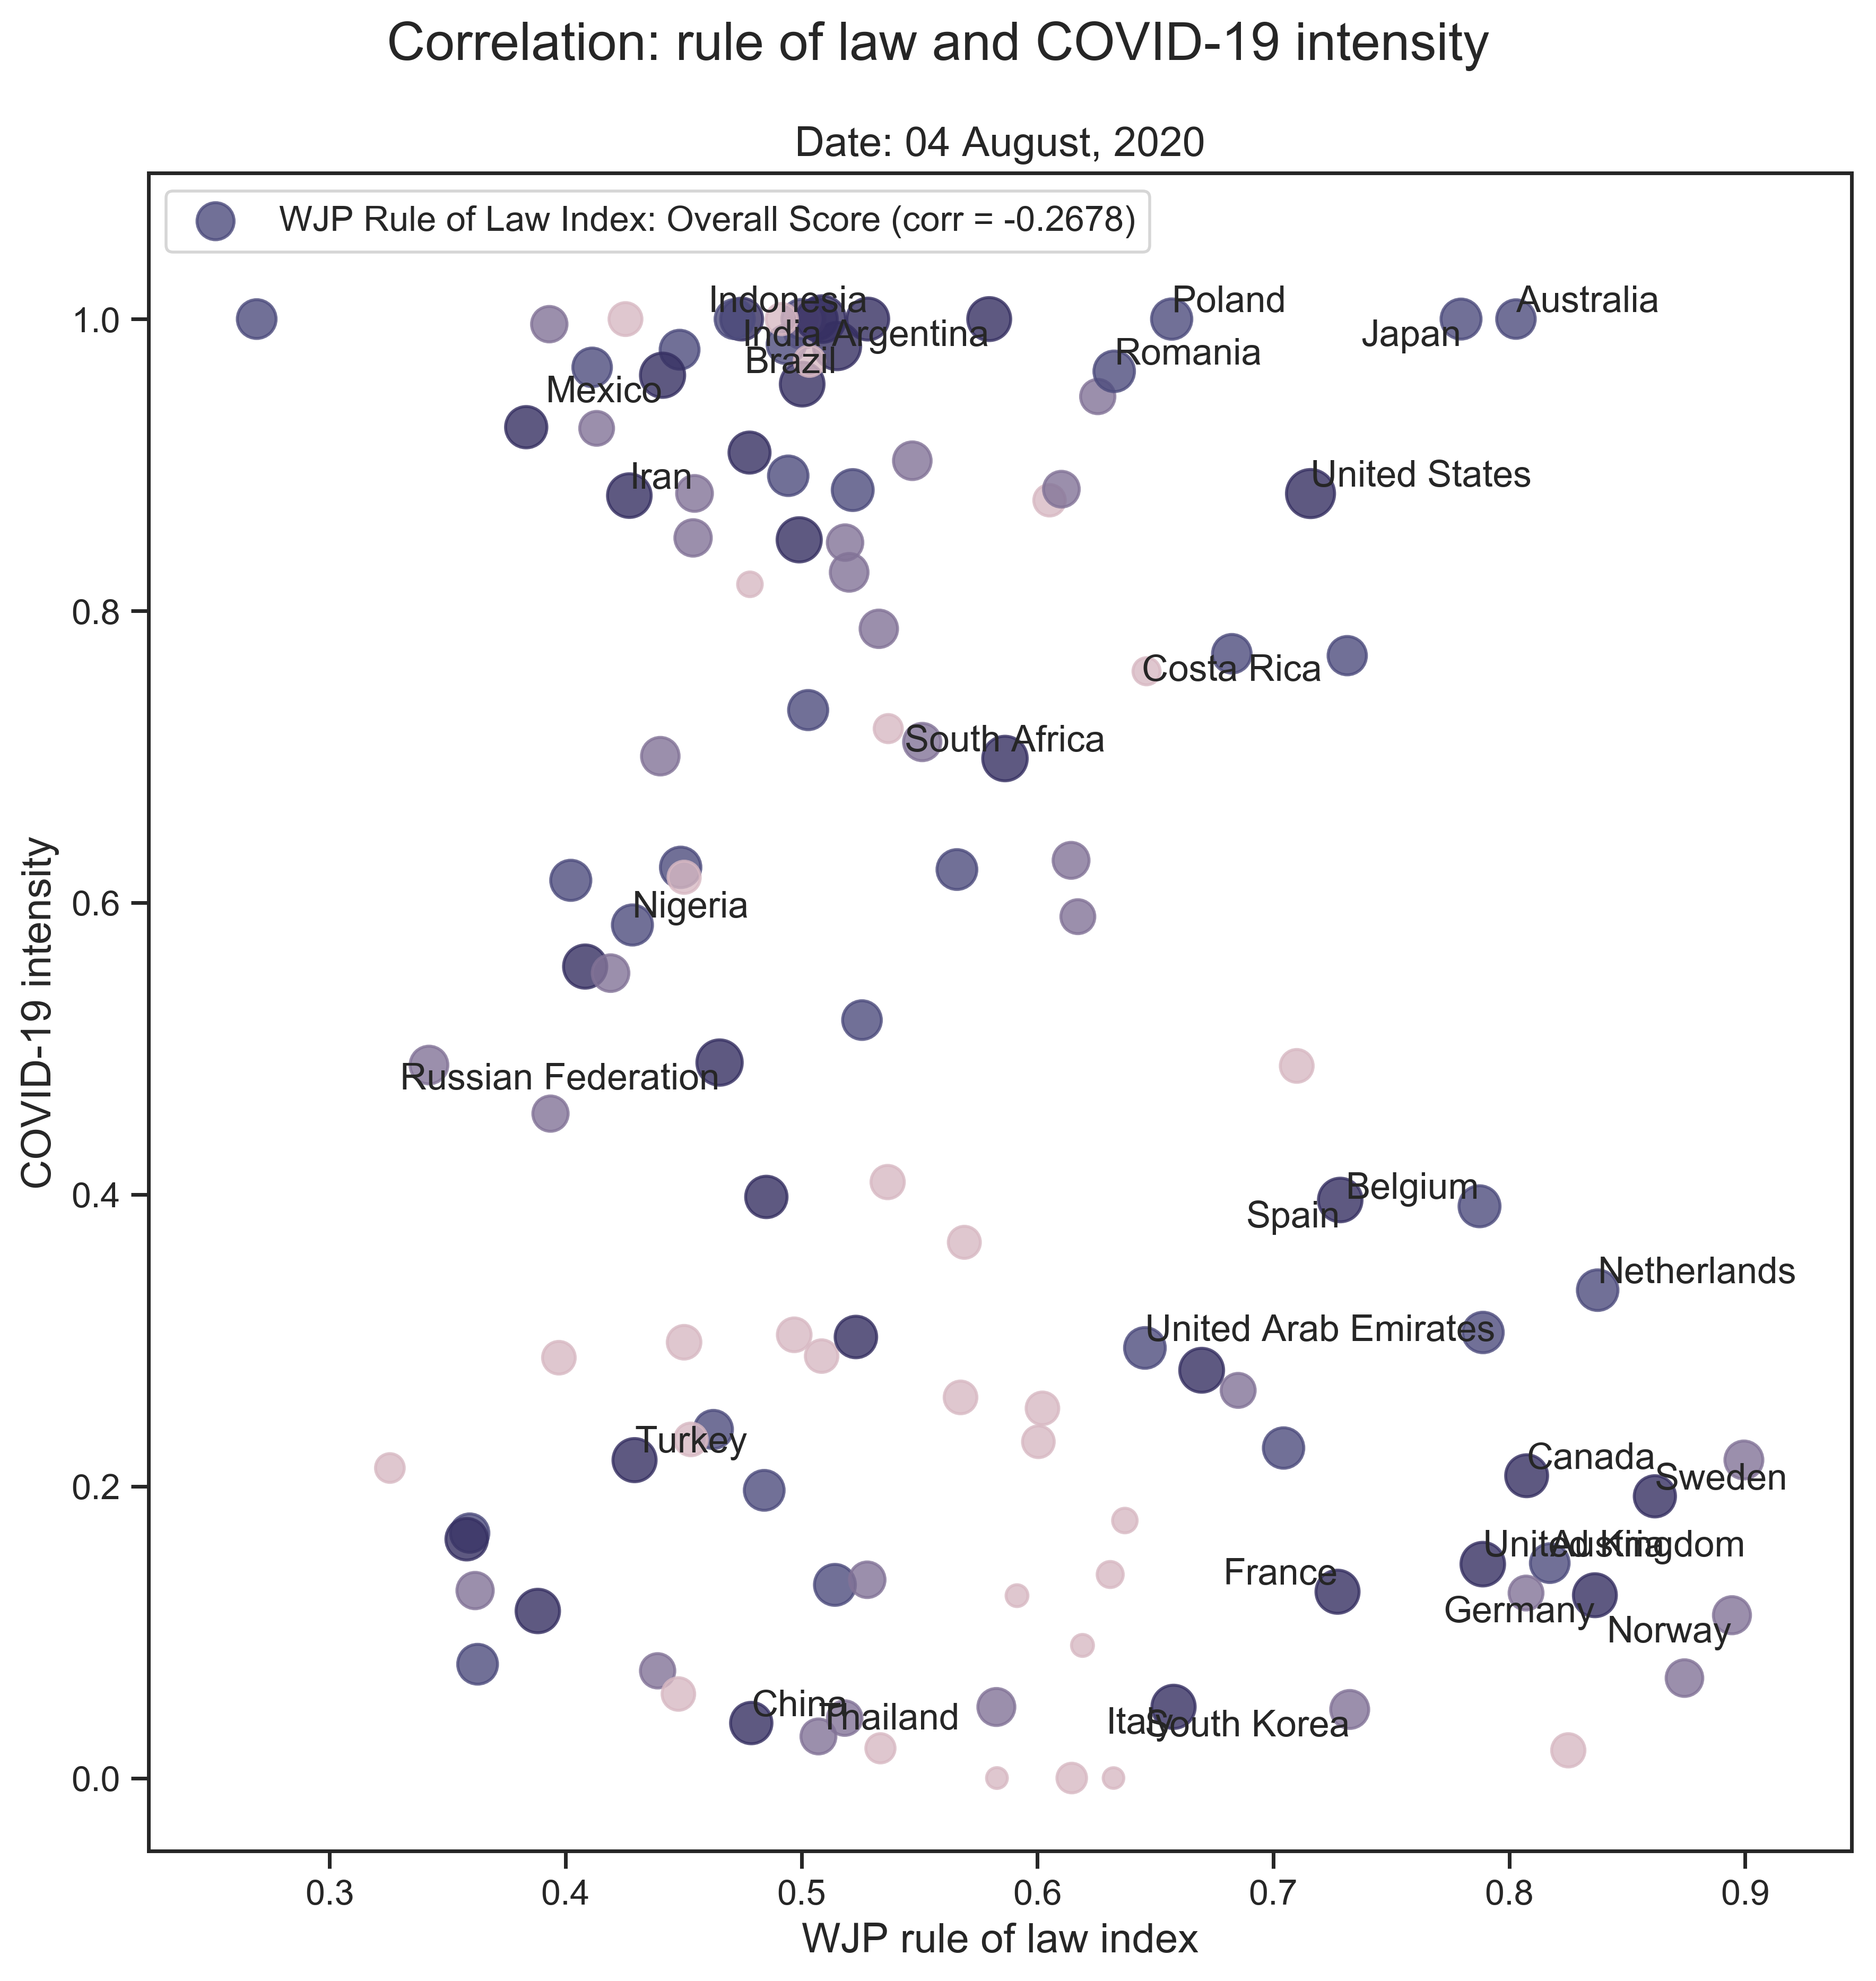 Correlation: rule of law and COVID-19 intensity
Date: 04 August, 2020
WJP Rule of Law Index: Overall Score (corr = -0.2678)
Indonesia
Poland
Australia
India
Argentina
Japan
Brazil
Romania
Mexico
Iran
United States
Costa Rica
South Africa
Nigeria
Russian Federation
Belgium
Spain
Netherlands
United Arab Emirates
Turkey
Canada
Sweden
United Kingdom
Austria
France
Germany
Norway
China
Thailand
Italy
South Korea
COVID-19 intensity
1.0
0.8
0.6
0.4
0.2
0.0
0.3
0.4
0.5
0.6
0.7
0.8
0.9
WJP rule of law index